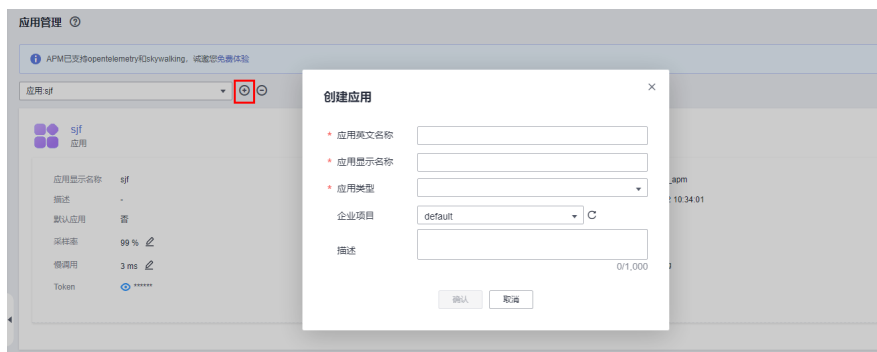 应用管理
APM已支持opentelemetry和skywalking，诚邀您免费体验
应用:sjf
sjf
应用
应用显示名称 sjf
描述 -
默认应用 否
采样率 99 %
慢调用 3 ms
Token ******
_apm
10:34:01
创建应用
* 应用英文名称
* 应用显示名称
* 应用类型
企业项目 default
描述
0/1,000
确认 取消